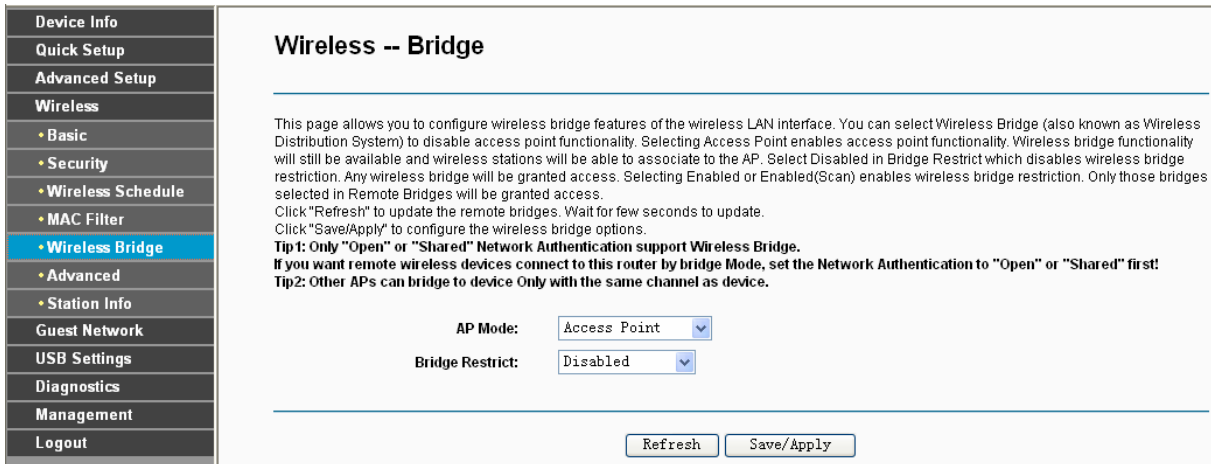 Device Info
Quick Setup
Advanced Setup
Wireless
Basic
Security
Wireless Schedule
MAC Filter
Wireless Bridge
Advanced
Station Info
Guest Network
USB Settings
Diagnostics
Management
Logout
Wireless -- Bridge
This page allows you to configure wireless bridge features of the wireless LAN interface. You can select Wireless Bridge (also known as Wireless
Distribution System) to disable access point functionality. Selecting Access Point enables access point functionality. Wireless bridge functionality
will still be available and wireless stations will be able to associate to the AP. Select Disabled in Bridge Restrict which disables wireless bridge
restriction. Any wireless bridge will be granted access. Selecting Enabled or Enabled(Scan) enables wireless bridge restriction. Only those bridges
selected in Remote Bridges will be granted access.
Click "Refresh" to update the remote bridges. Wait for few seconds to update.
Click "Save/Apply" to configure the wireless bridge options.
Tip1: Only "Open" or "Shared" Network Authentication support Wireless Bridge.
If you want remote wireless devices connect to this router by bridge Mode, set the Network Authentication to "Open" or "Shared" first!
Tip2: Other APs can bridge to device Only with the same channel as device.
AP Mode: Access Point
Bridge Restrict: Disabled
Refresh Save/Apply